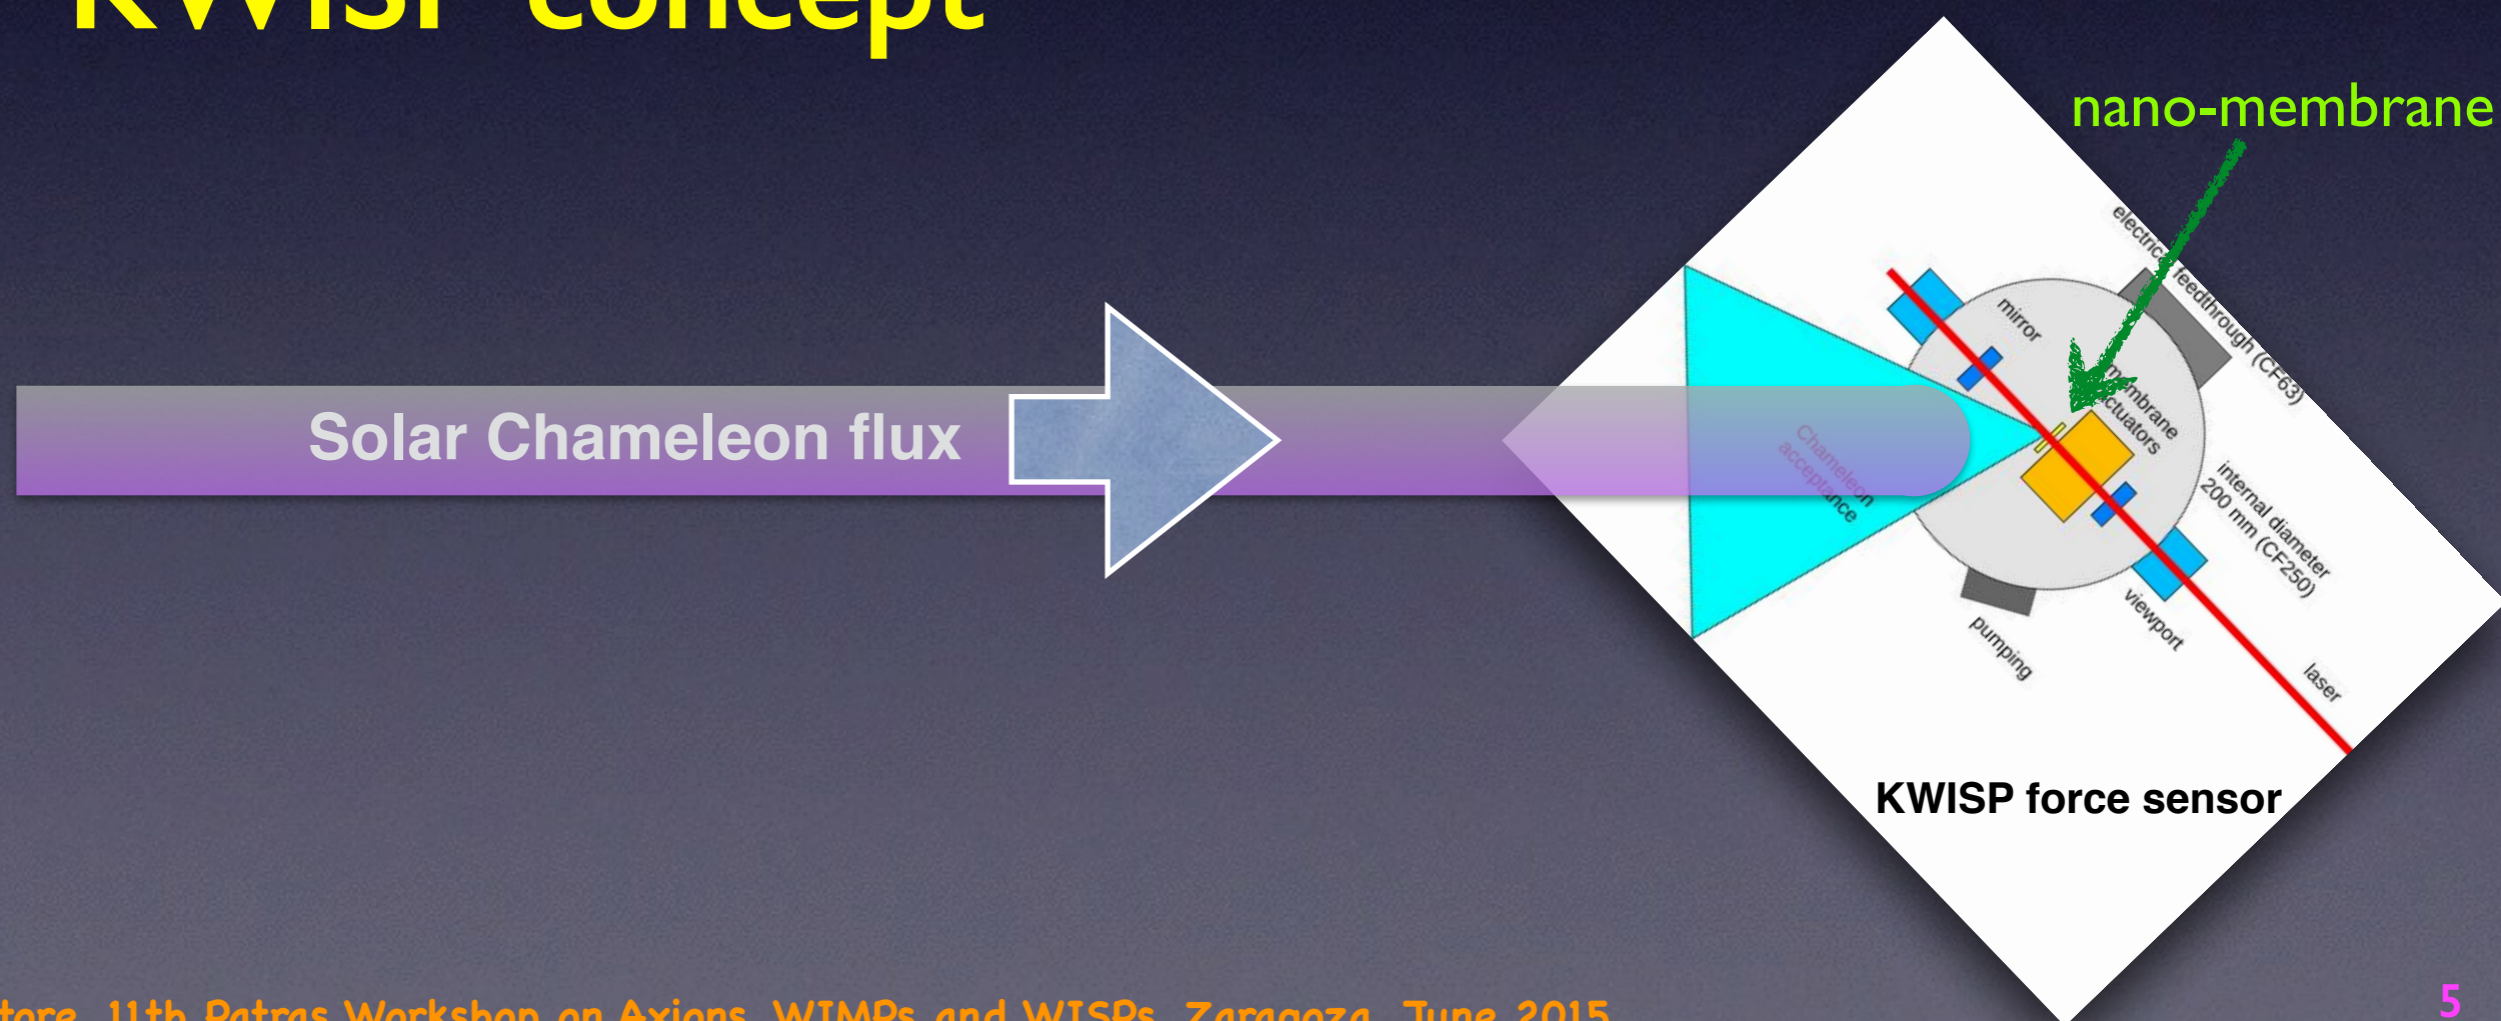 KWISP concept
nano-membrane
electrical feedthrough (CF63)
mirror
membrane
actuators
Solar Chameleon flux
Chameleon
acceptance
internal diameter
200 mm (CF250)
viewport
pumping
laser
KWISP force sensor
11th Patras Workshop on Axions, WIMPs and WISPs, Zaragoza, June 2015
5